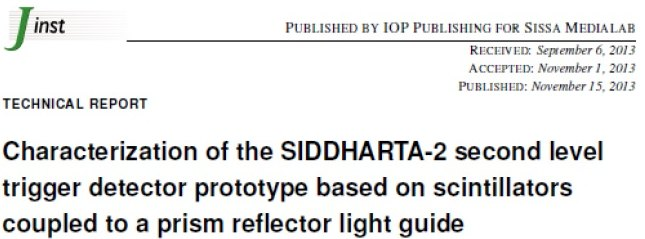 Jinst
PUBLISHED BY IOP PUBLISHING FOR SISSA MEDIALAB
RECEIVED: September 6, 2013
ACCEPTED: November 1, 2013
PUBLISHED: November 15, 2013
TECHNICAL REPORT
Characterization of the SIDDHARTA-2 second level
trigger detector prototype based on scintillators
coupled to a prism reflector light guide